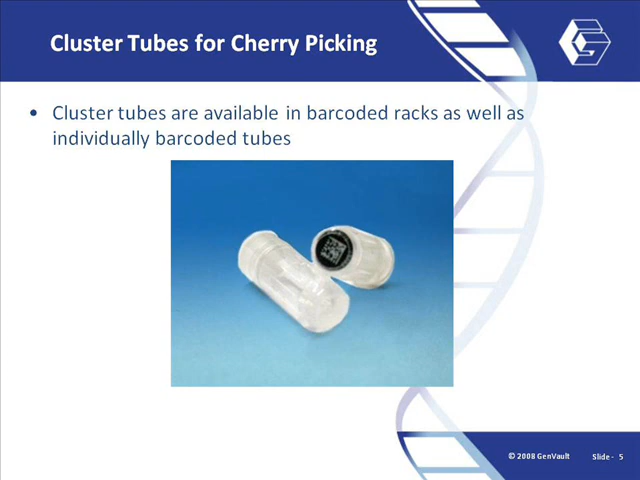 Cluster Tubes for Cherry Picking
• Cluster tubes are available in barcoded racks as well as
individually barcoded tubes
© 2008 GenVault Slide - 5